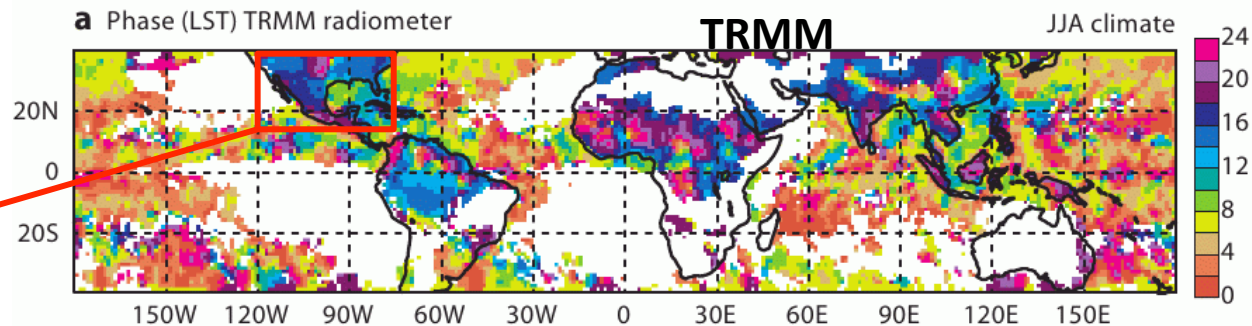 a Phase (LST) TRMM radiometer TRMM JJA climate
24
20N 20
16
0 12
8
20S 4
0
150W 120W 90W 60W 30W 0 30E 60E 90E 120E 150E